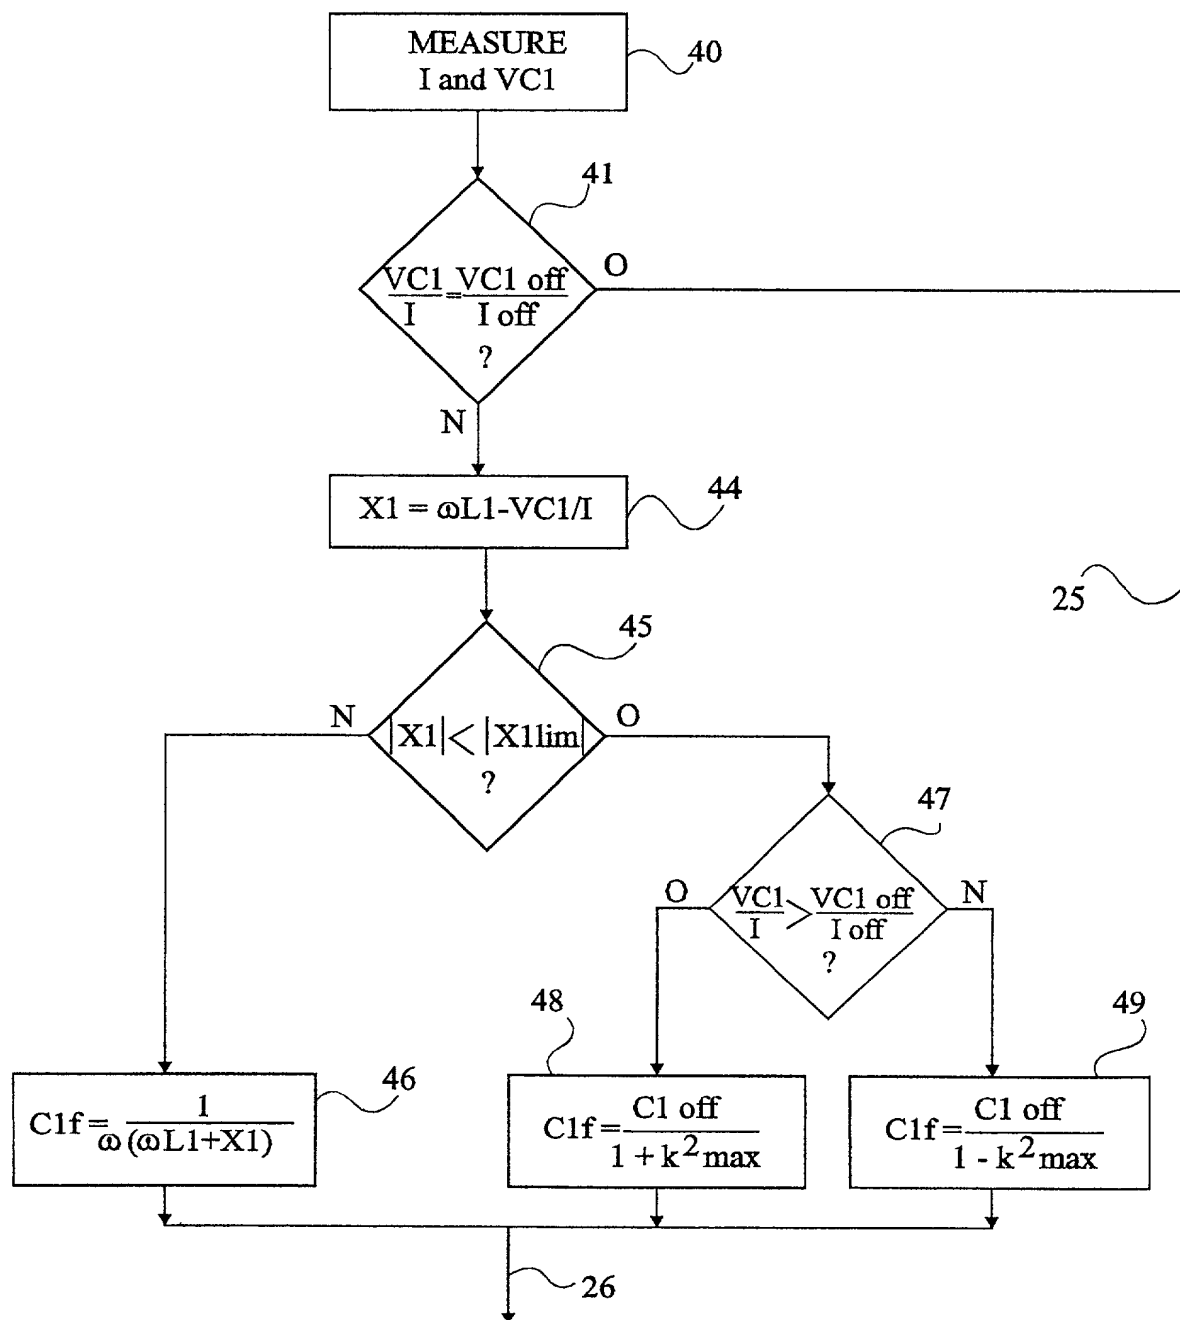 MEASURE
I and VC1
40
41
VC1/I = VC1 off/I off
?
O
N
X1 = ωL1-VC1/I
44
25
45
N
|X1| < |X1lim|
?
O
47
O
VC1/I > VC1 off/I off
?
N
46
C1f = 1/ω(ωL1+X1)
48
C1f = C1 off/1 + k²max
49
C1f = C1 off/1 - k²max
26